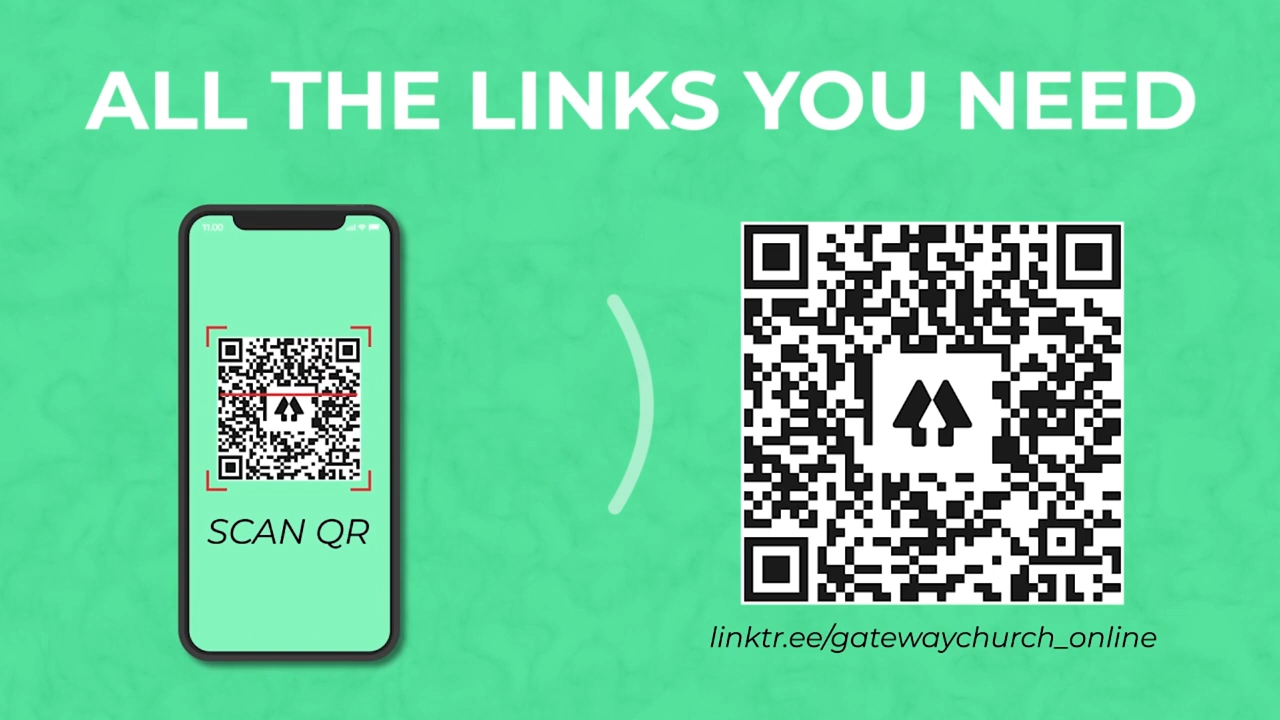 ALL THE LINKS YOU NEED
11:00
SCAN QR
linktr.ee/gatewaychurch_online